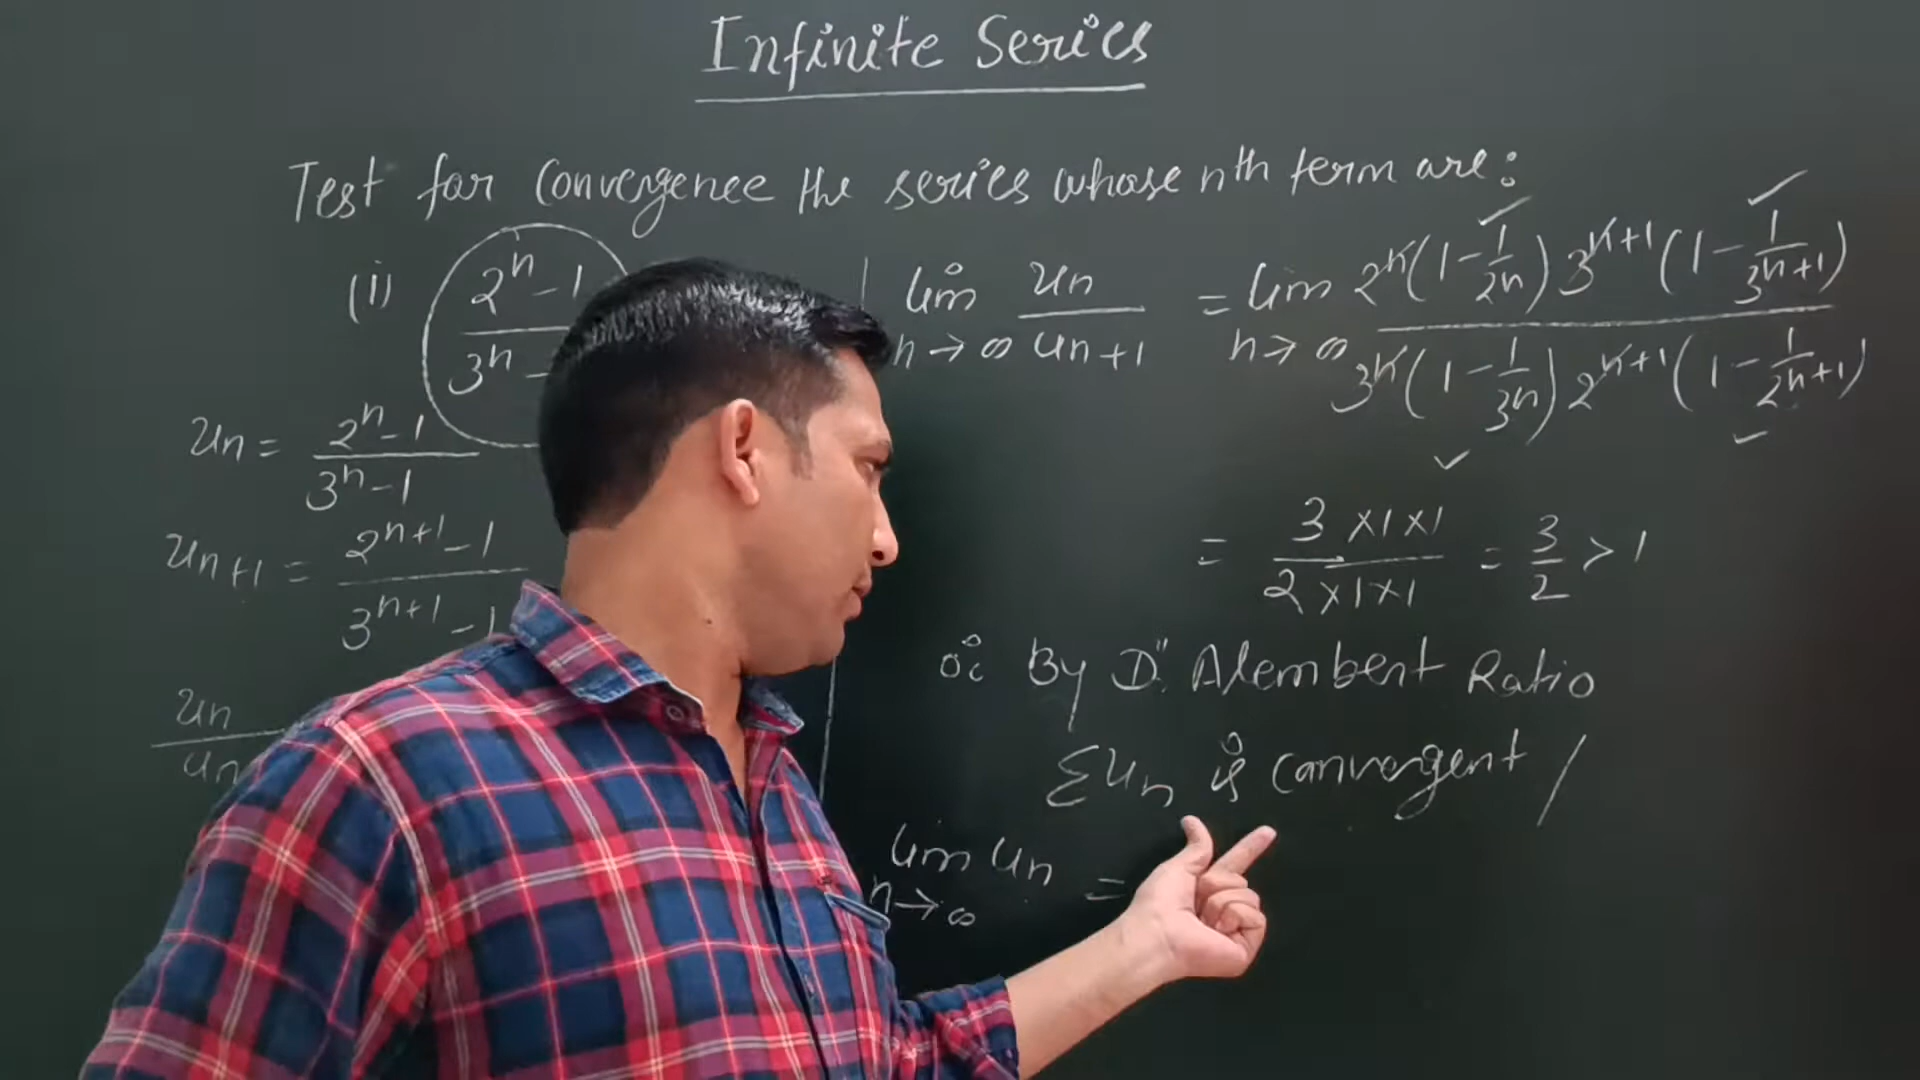 Infinite Series
Test for Convergence the series whose nth term are:
(i) 2^n - 1 / 3^n -
un = 2^n - 1 / 3^n - 1
un+1 = 2^n+1 - 1 / 3^n+1 - 1
un / un
lim n→∞ un / un+1 = lim n→∞ 2^n (1 - 1/2^n) 3^n+1 (1 - 1/3^n+1) / 3^n (1 - 1/3^n) 2^n+1 (1 - 1/2^n+1)
= 3 × 1 × 1 / 2 × 1 × 1 = 3/2 > 1
∴ By D" Alembert Ratio
Σun is convergent /
lim n→∞ un =